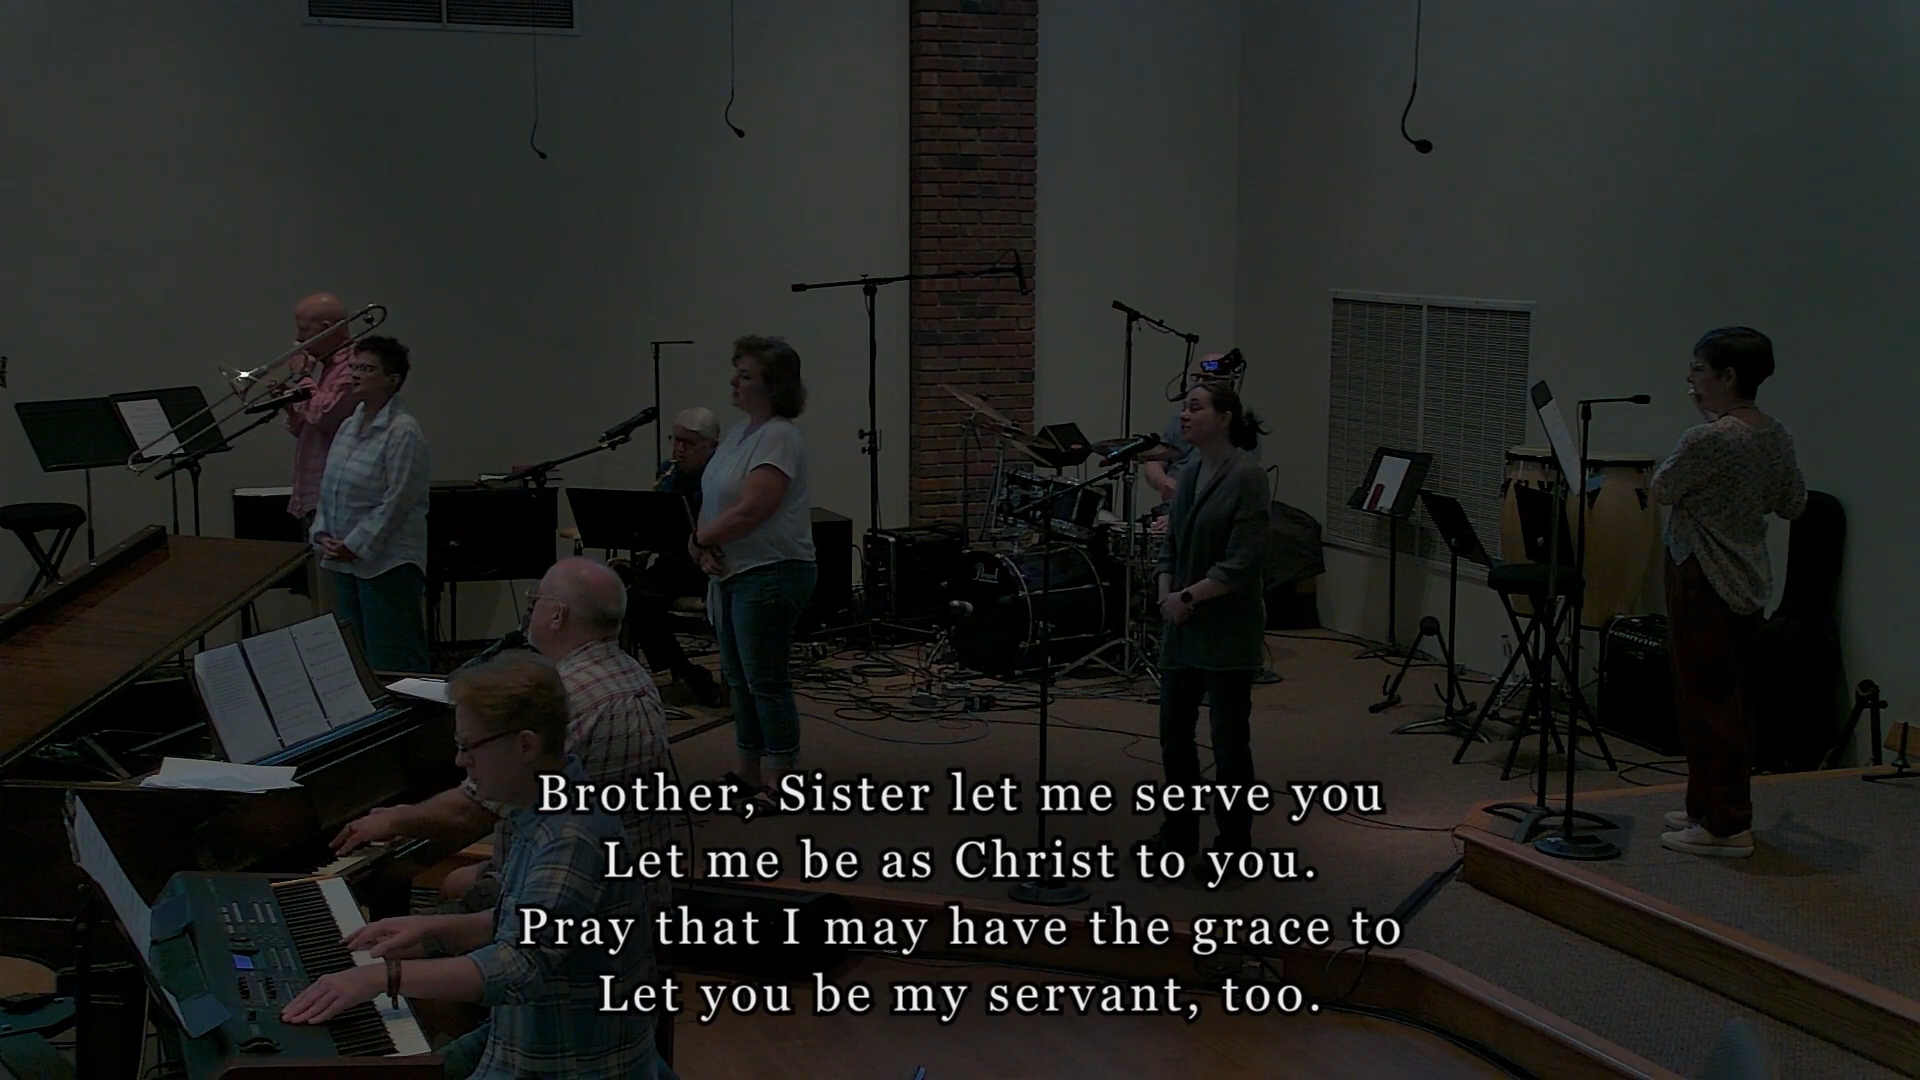 Brother, Sister let me serve you
Let me be as Christ to you.
Pray that I may have the grace to
Let you be my servant, too.
Pearl